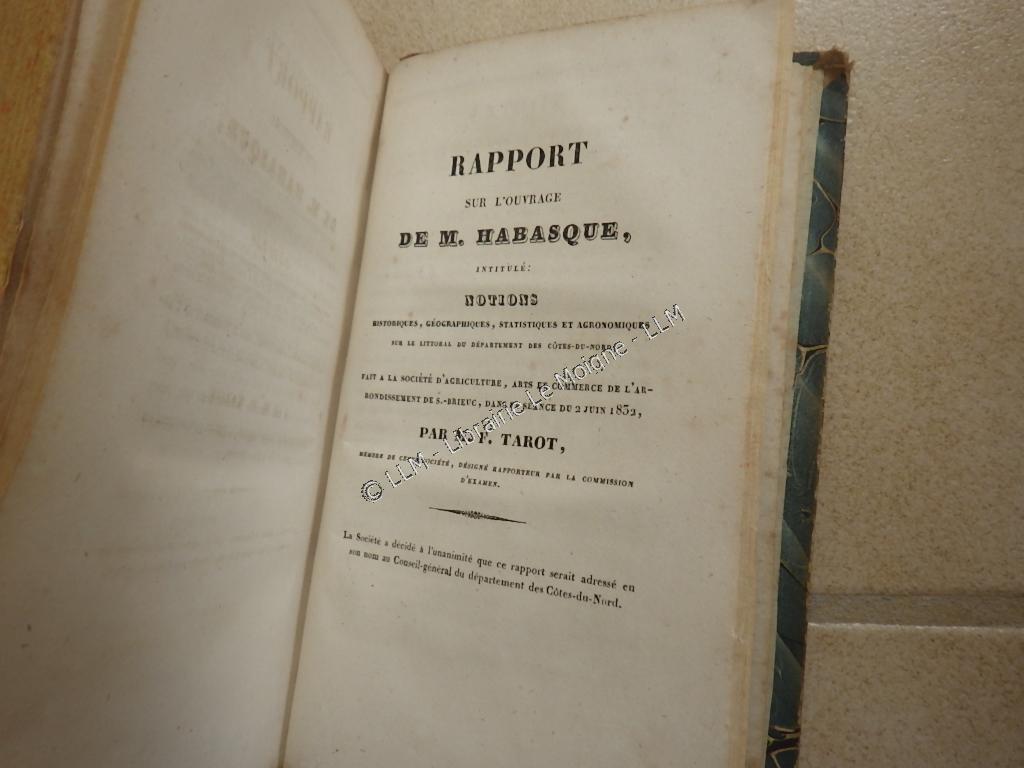 RAPPORT
SUR L'OUVRAGE
DE M. HABASQUE,
INTITULÉ:
NOTIONS
HISTORIQUES, GÉOGRAPHIQUES, STATISTIQUES ET AGRONOMIQUES
SUR LE LITTORAL DU DÉPARTEMENT DES CÔTES-DU-NORD,
FAIT A LA SOCIÉTÉ D'AGRICULTURE, ARTS ET COMMERCE DE L'AR-
RONDISSEMENT DE S.-BRIEUC, DANS SA SÉANCE DU 2 JUIN 1832,
PAR M. F. TAROT,
MEMBRE DE CETTE SOCIÉTÉ, DÉSIGNÉ RAPPORTEUR PAR LA COMMISSION
D'EXAMEN.
La Société a décidé à l'unanimité que ce rapport serait adressé en
son nom au Conseil-général du département des Côtes-du-Nord.
© LLM - Librairie Le Moigne - LLM